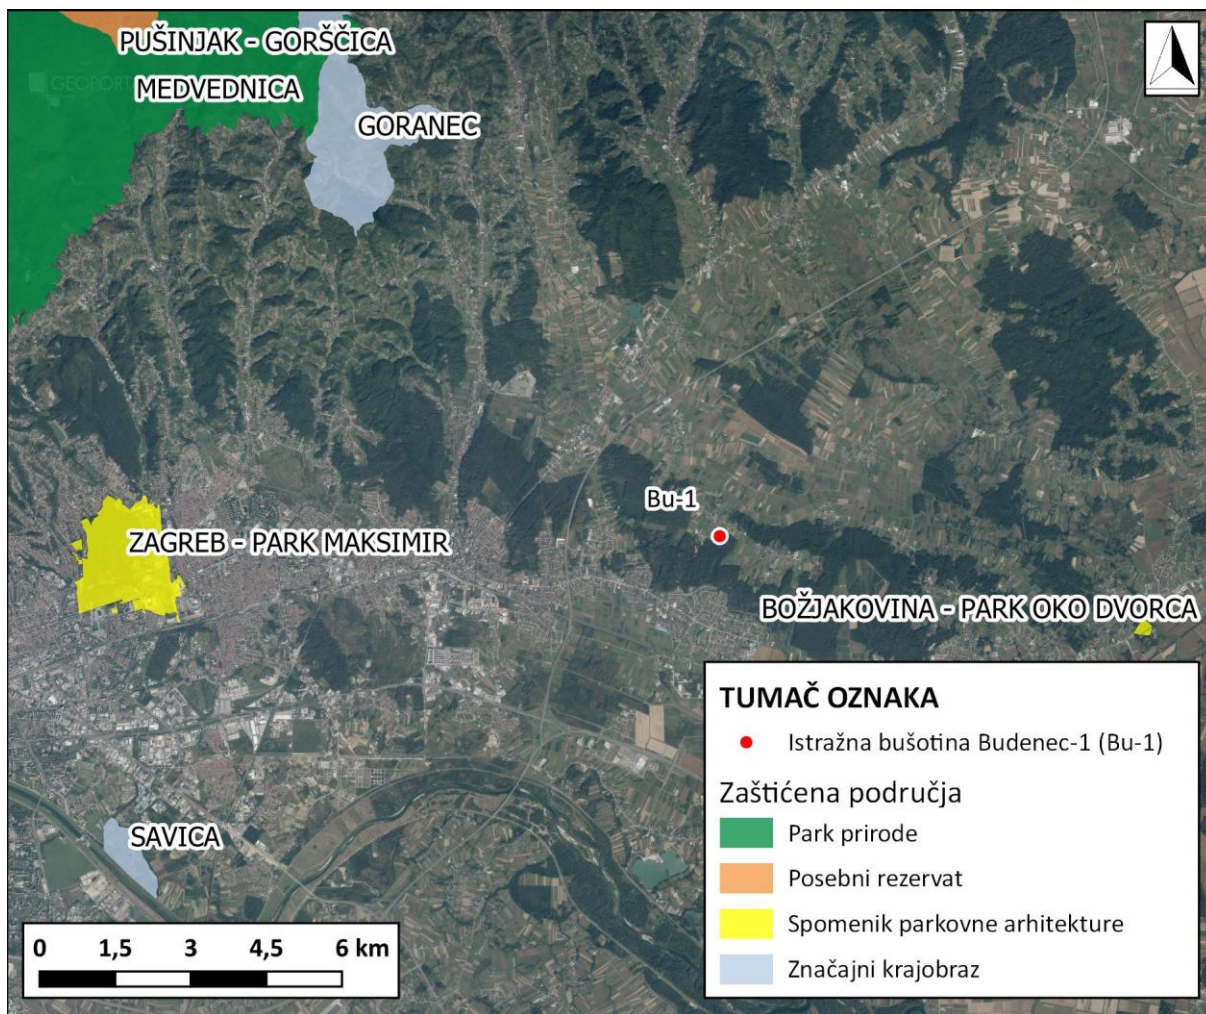 PUŠINJAK - GORŠČICA
GEOPORT
MEDVEDNICA
GORANEC
Bu-1
ZAGREB - PARK MAKSIMIR
BOŽJAKOVINA - PARK OKO DVORCA
SAVICA
TUMAČ OZNAKA
Istražna bušotina Budenec-1 (Bu-1)
Zaštićena područja
Park prirode
Posebni rezervat
Spomenik parkovne arhitekture
Značajni krajobraz
0 1,5 3 4,5 6 km